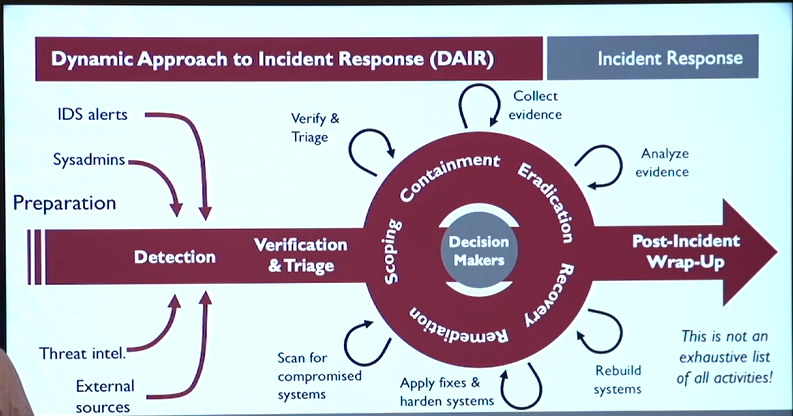 Dynamic Approach to Incident Response (DAIR)
Incident Response
IDS alerts
Sysadmins
Preparation
Detection
Verification
& Triage
Threat intel.
External
sources
Verify &
Triage
Collect
evidence
Analyze
evidence
Scoping
Containment
Eradication
Recovery
Remediation
Decision
Makers
Scan for
compromised
systems
Apply fixes &
harden systems
Rebuild
systems
Post-Incident
Wrap-Up
This is not an
exhaustive list
of all activities!